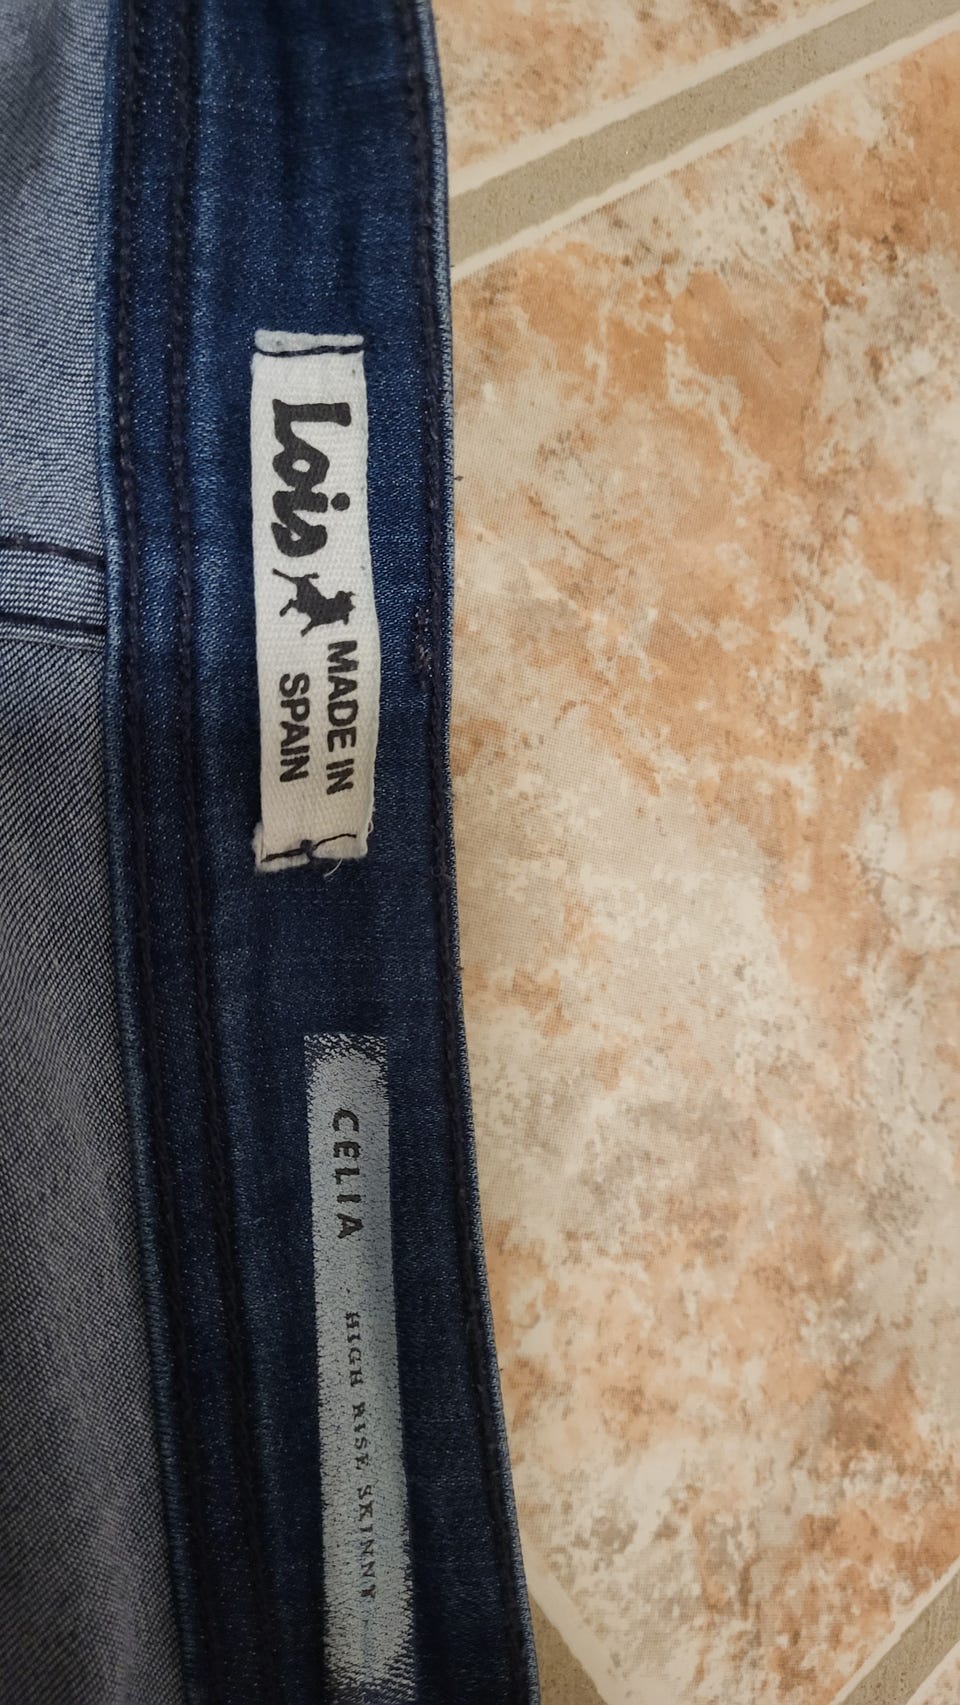 Lois
MADE IN
SPAIN
CELIA
HIGH RISE SKINNY